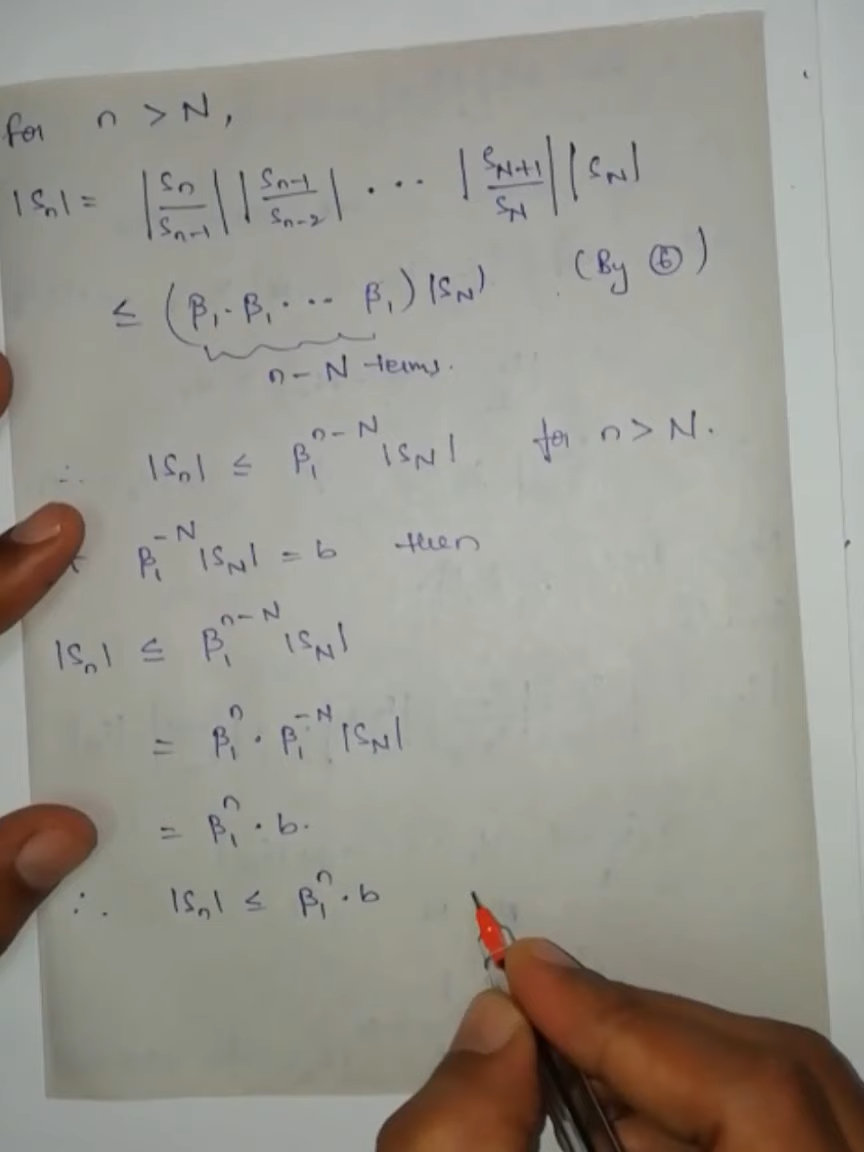 for n > N,
|Sn| = |Sn/Sn-1| |Sn-1/Sn-2| ... |SN+1/SN| |SN|
≤ (β₁.β₁. ... β₁) |SN| (By ⑥)
n-N terms.
∴ |Sn| ≤ β₁^(n-N) |SN| for n > N.
β₁^(-N) |SN| = b then
|Sn| ≤ β₁^(n-N) |SN|
= β₁^n . β₁^(-N) |SN|
= β₁^n . b.
∴ |Sn| ≤ β₁^n . b